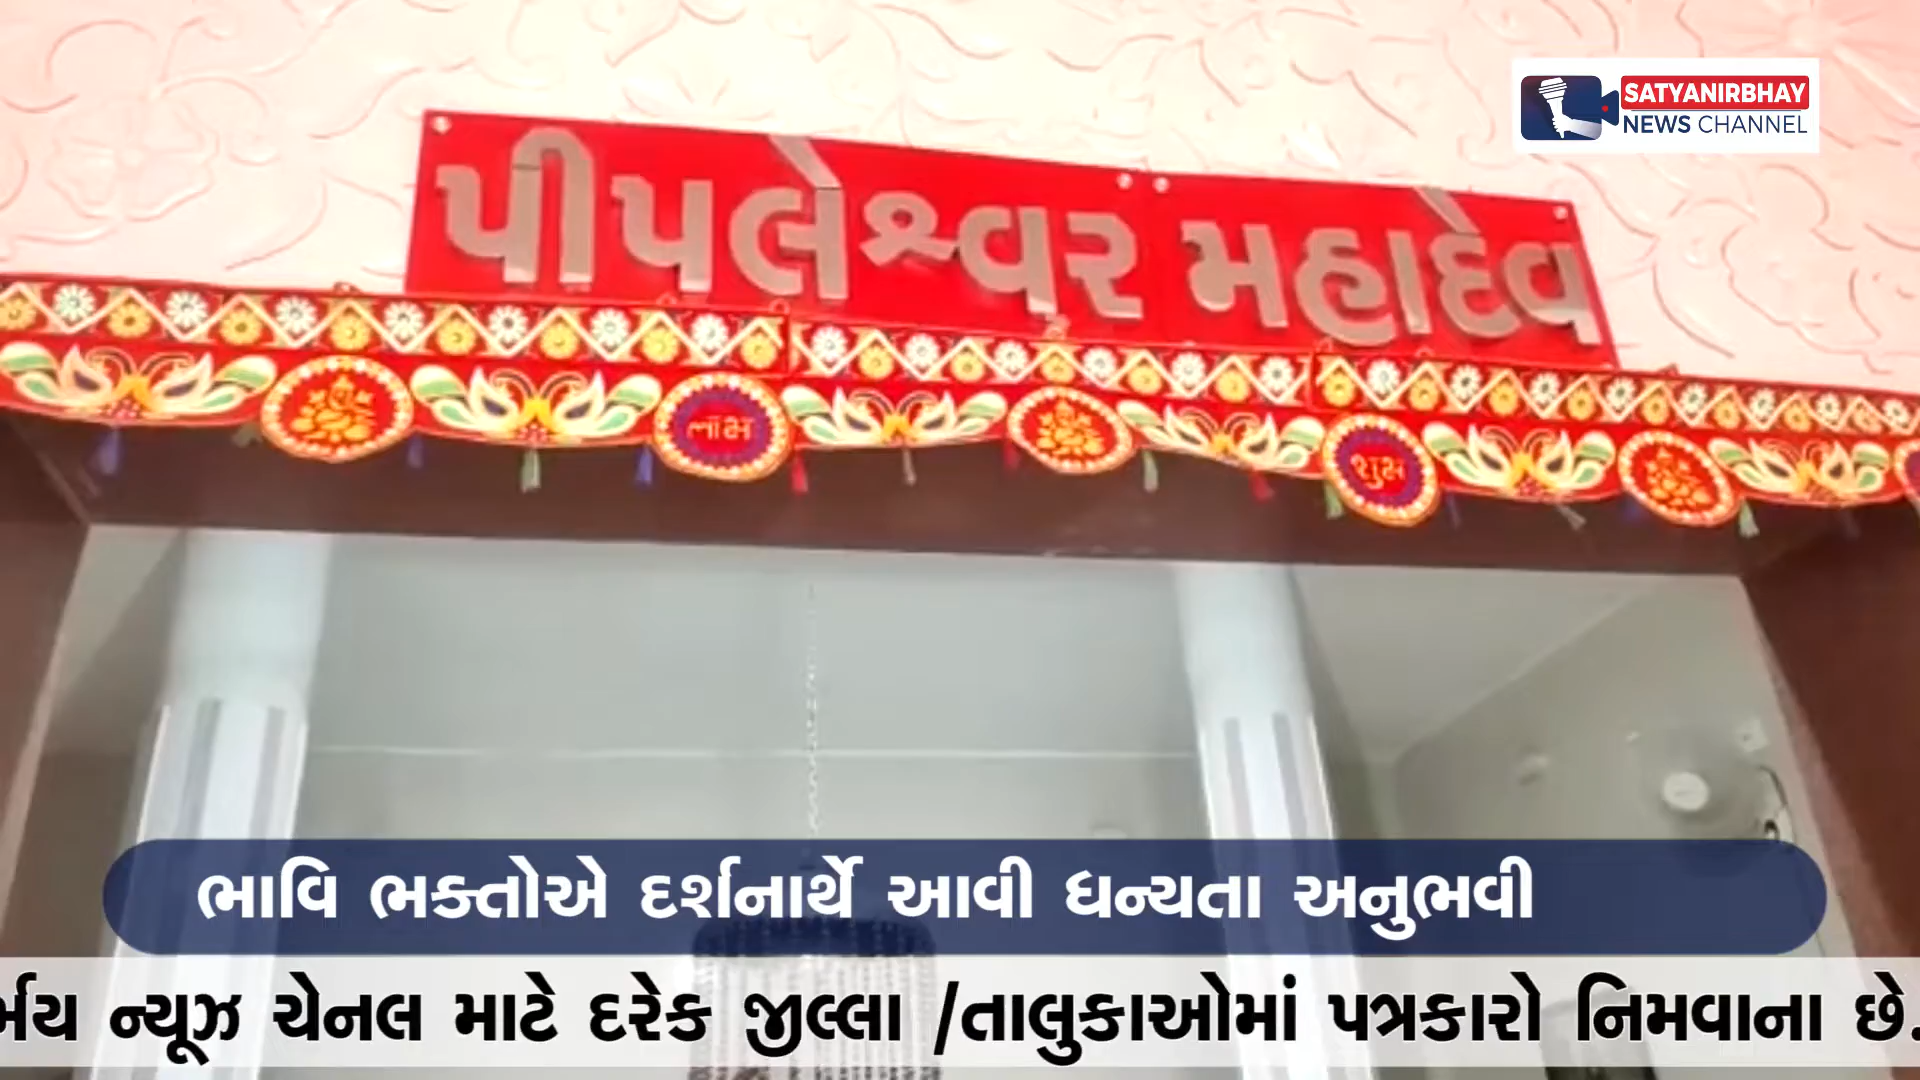 SATYANIRBHAY
NEWS CHANNEL
પીપલેશ્વર મહાદેવ
લાભ
શુભ
ભાવિ ભક્તોએ દર્શનાર્થે આવી ધન્યતા અનુભવી
ર્ભય ન્યૂઝ ચેનલ માટે દરેક જીલ્લા /તાલુકાઓમાં પત્રકારો નિમવાના છે.